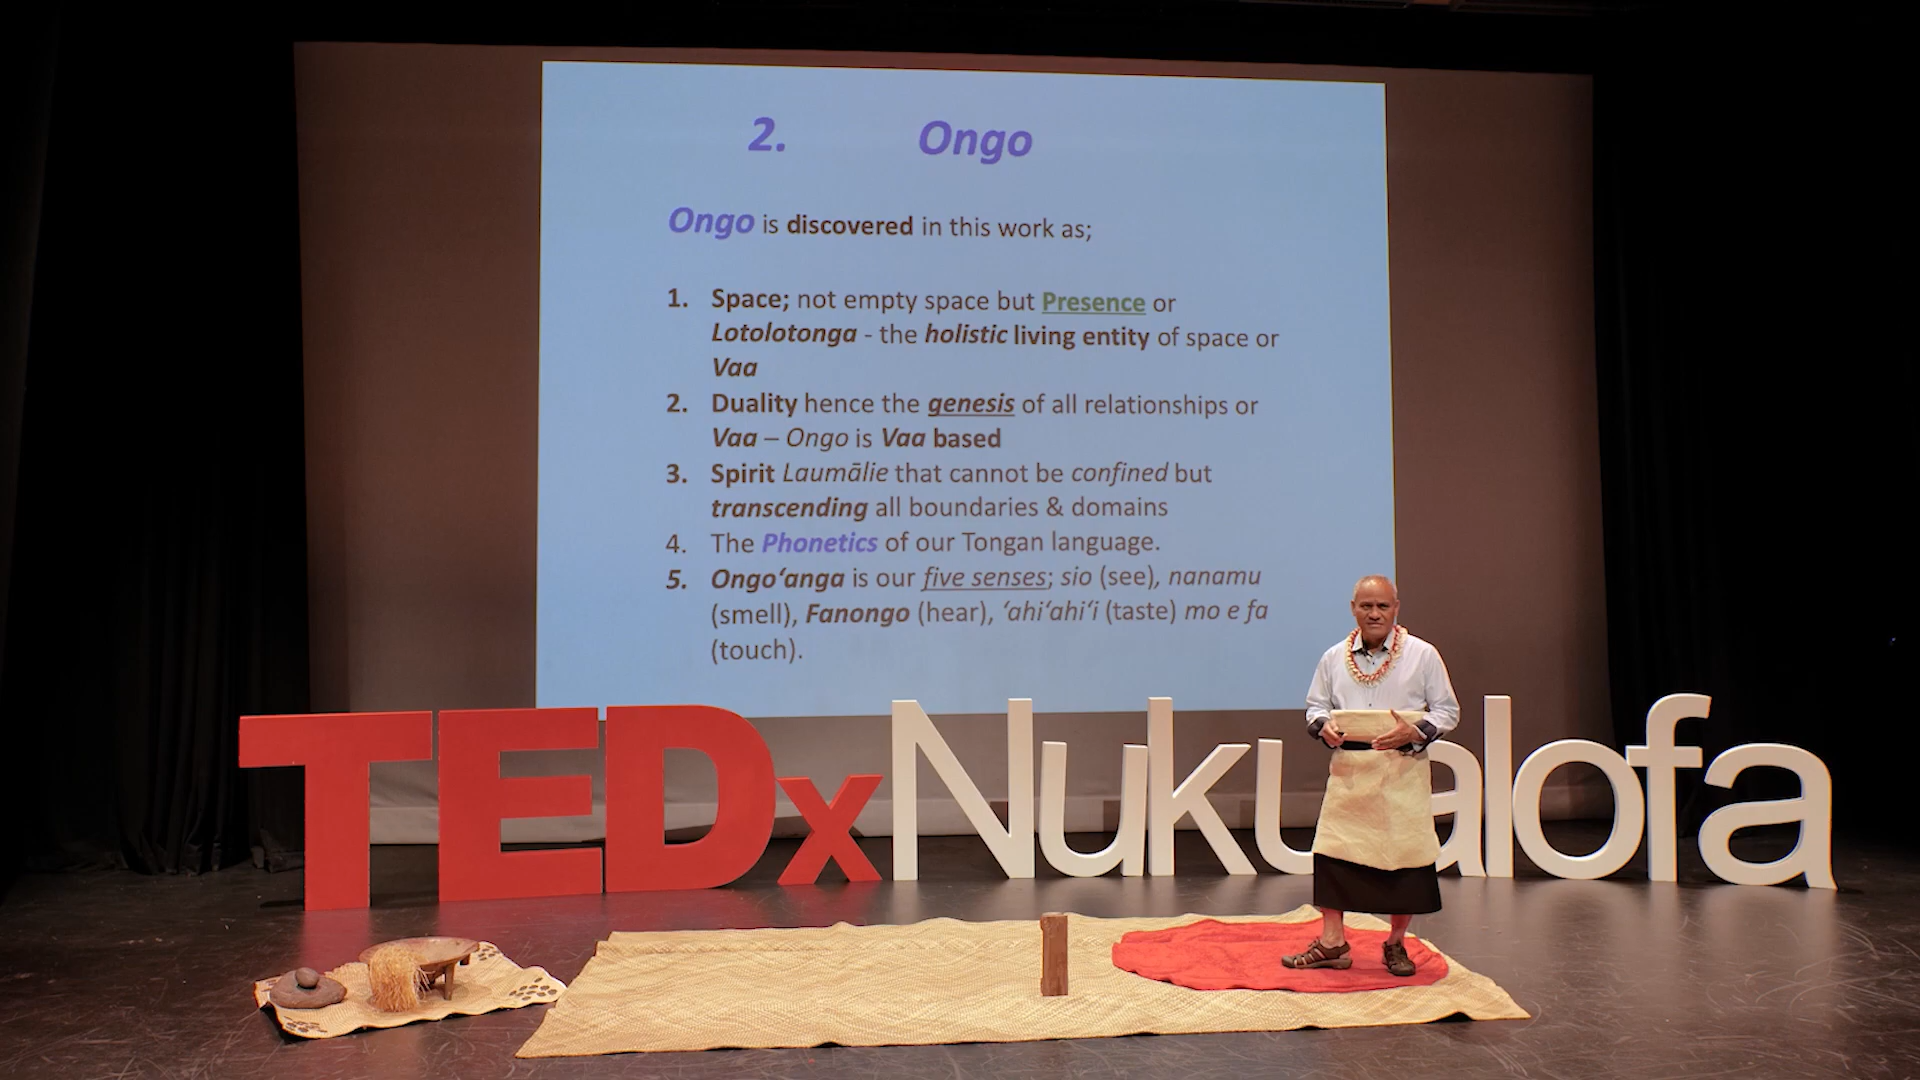 2. Ongo
Ongo is discovered in this work as;
1. Space; not empty space but Presence or
Lotolotonga - the holistic living entity of space or
Vaa
2. Duality hence the genesis of all relationships or
Vaa – Ongo is Vaa based
3. Spirit Laumālie that cannot be confined but
transcending all boundaries & domains
4. The Phonetics of our Tongan language.
5. Ongo‘anga is our five senses; sio (see), nanamu
(smell), Fanongo (hear), ‘ahi‘ahi‘i (taste) mo e fa
(touch).
TEDxNukualofa